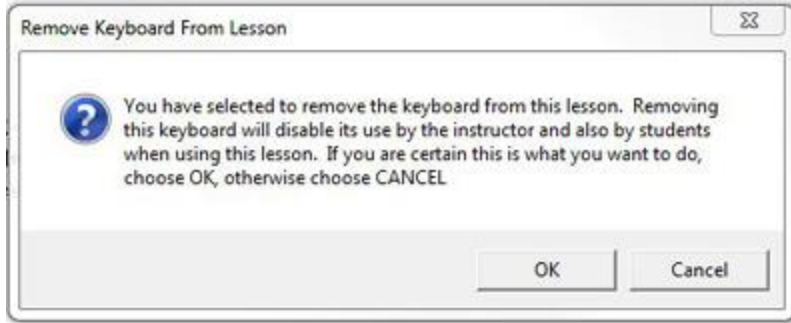 Remove Keyboard From Lesson
You have selected to remove the keyboard from this lesson.  Removing
this keyboard will disable its use by the instructor and also by students
when using this lesson.  If you are certain this is what you want to do,
choose OK, otherwise choose CANCEL
OK
Cancel